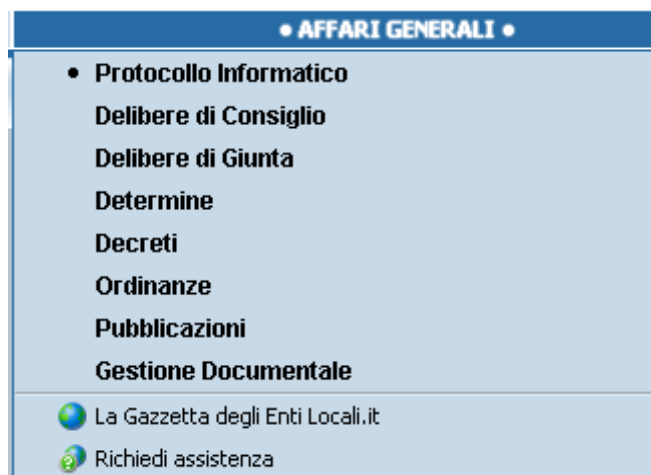 • AFFARI GENERALI •
• Protocollo Informatico
Delibere di Consiglio
Delibere di Giunta
Determine
Decreti
Ordinanze
Pubblicazioni
Gestione Documentale
La Gazzetta degli Enti Locali.it
Richiedi assistenza